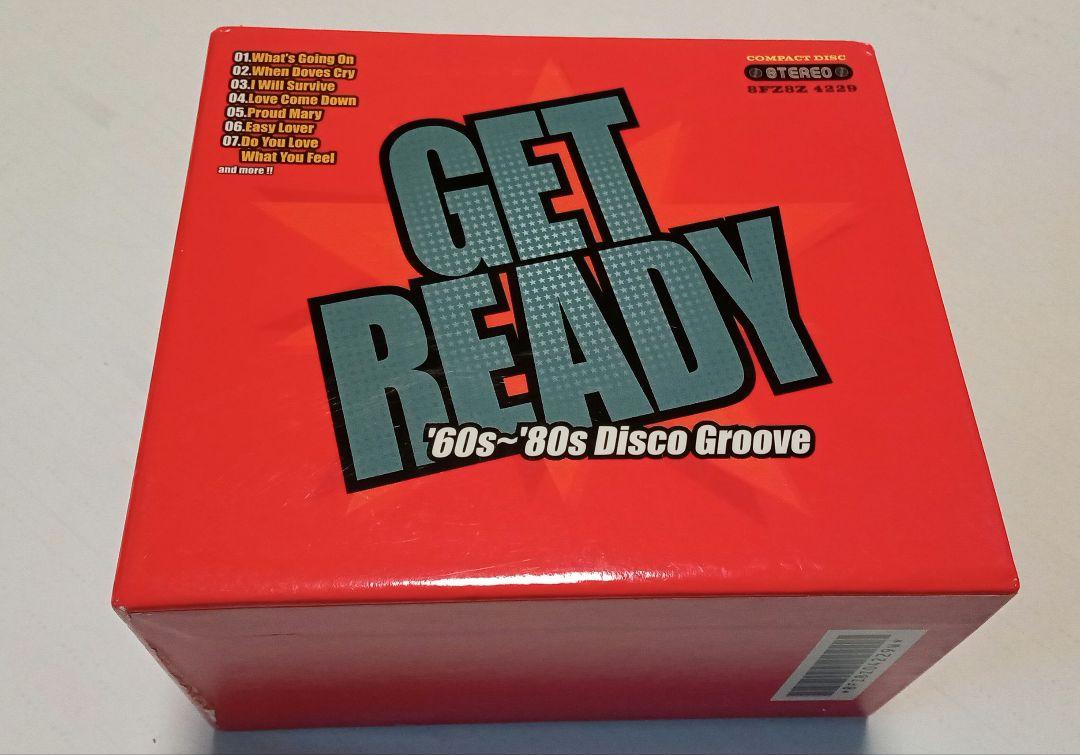 01.What's Going On
02.When Doves Cry
03.I Will Survive
04.Love Come Down
05.Proud Mary
06.Easy Lover
07.Do You Love
What You Feel
and more !!
COMPACT DISC
STEREO
8FZ8Z 4229
GET
READY
'60s~'80s Disco Groove
*8FZ8Z04229**